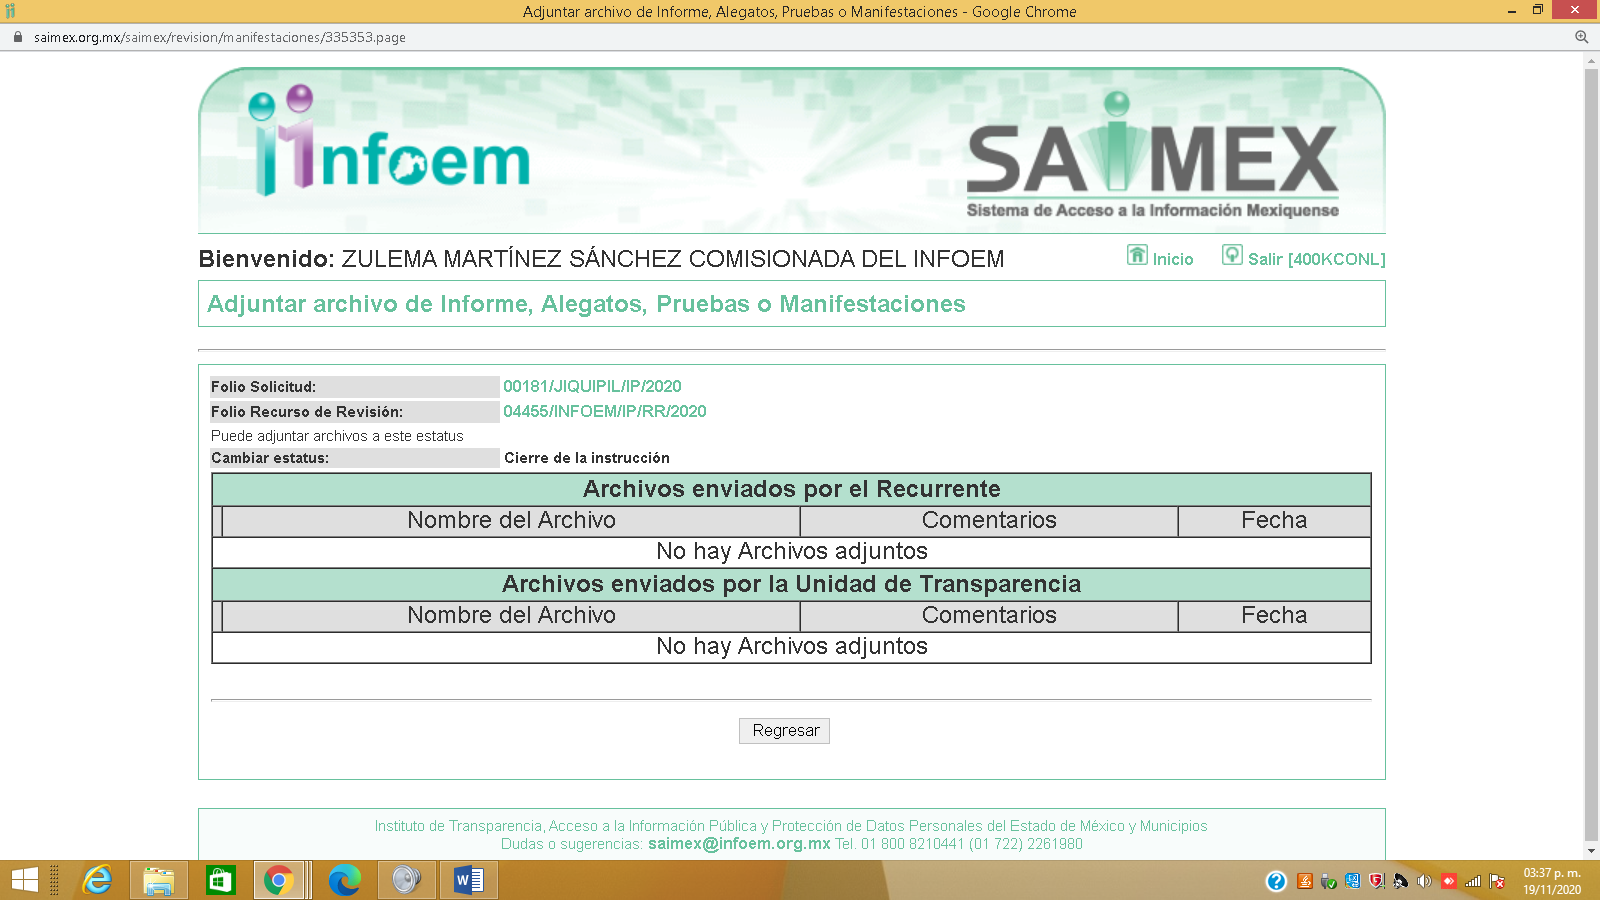 Adjuntar archivo de Informe, Alegatos, Pruebas o Manifestaciones - Google Chrome
saimex.org.mx/saimex/revision/manifestaciones/335353.page
infoem
SAIMEX
Sistema de Acceso a la Información Mexiquense
Bienvenido: ZULEMA MARTÍNEZ SÁNCHEZ COMISIONADA DEL INFOEM
Inicio
Salir [400KCONL]
Adjuntar archivo de Informe, Alegatos, Pruebas o Manifestaciones
Folio Solicitud: 00181/JIQUIPIL/IP/2020
Folio Recurso de Revisión: 04455/INFOEM/IP/RR/2020
Puede adjuntar archivos a este estatus
Cambiar estatus: Cierre de la instrucción
Archivos enviados por el Recurrente
Nombre del Archivo Comentarios Fecha
No hay Archivos adjuntos
Archivos enviados por la Unidad de Transparencia
Nombre del Archivo Comentarios Fecha
No hay Archivos adjuntos
Regresar
Instituto de Transparencia, Acceso a la Información Pública y Protección de Datos Personales del Estado de México y Municipios
Dudas o sugerencias: saimex@infoem.org.mx Tel. 01 800 8210441 (01 722) 2261980
03:37 p. m.
19/11/2020